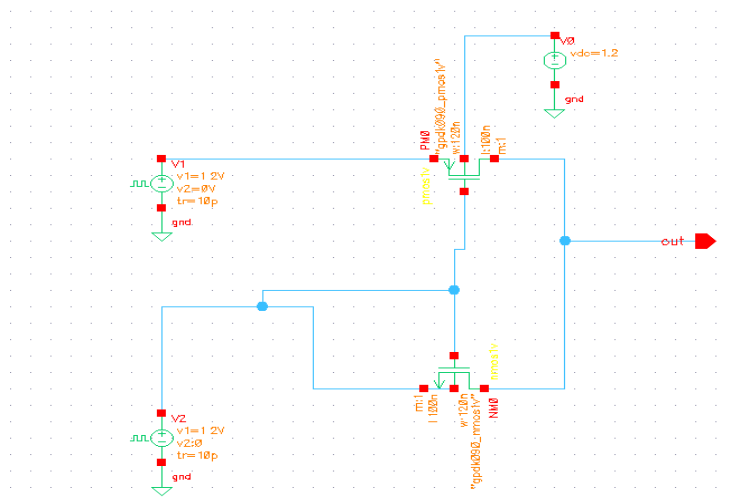 V0
vdc=1.2
gnd
PM0
"gpdk090_pmos1v"
w:120n
l:100n
m:1
pmos1v
V1
v1=1.2V
v2=0V
tr=10p
gnd
out
m:1
l:100n
w:120n
"gpdk090_nmos1v"
NM0
V2
v1=1.2V
v2:0
tr=10p
gnd